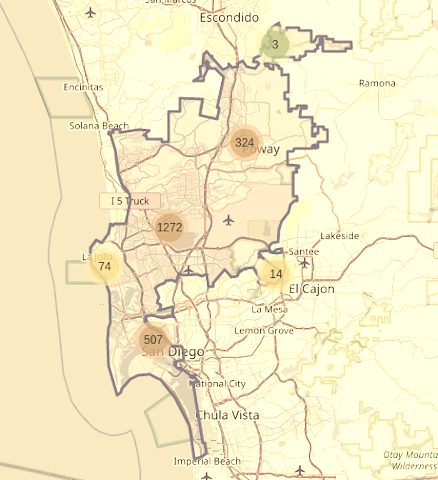 San Marcos
Escondido
3
Ramona
Encinitas
Solana Beach
324
Poway
I 5 Truck
1272
Lakeside
Santee
La Jolla
74
14
El Cajon
La Mesa
507
Lemon Grove
San Diego
National City
Chula Vista
Otay Mounta
Wilderness
Imperial Beach